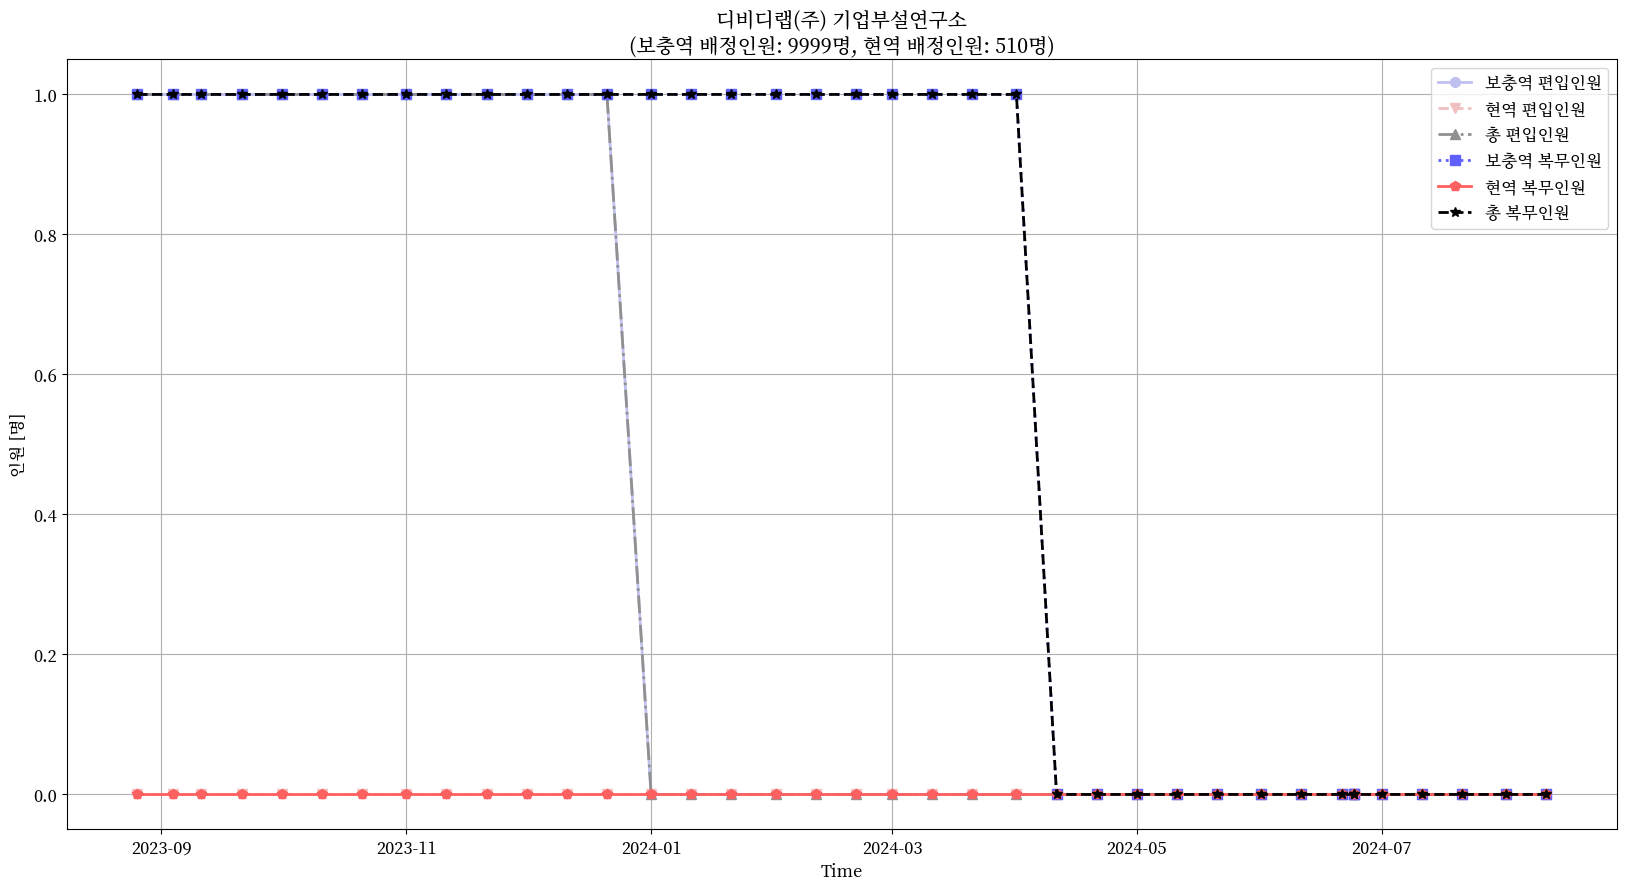 디비디랩(주) 기업부설연구소
(보충역 배정인원: 9999명, 현역 배정인원: 510명)
보충역 편입인원
현역 편입인원
총 편입인원
보충역 복무인원
현역 복무인원
총 복무인원
인원 [명]
1.0
0.8
0.6
0.4
0.2
0.0
2023-09 2023-11 2024-01 2024-03 2024-05 2024-07
Time